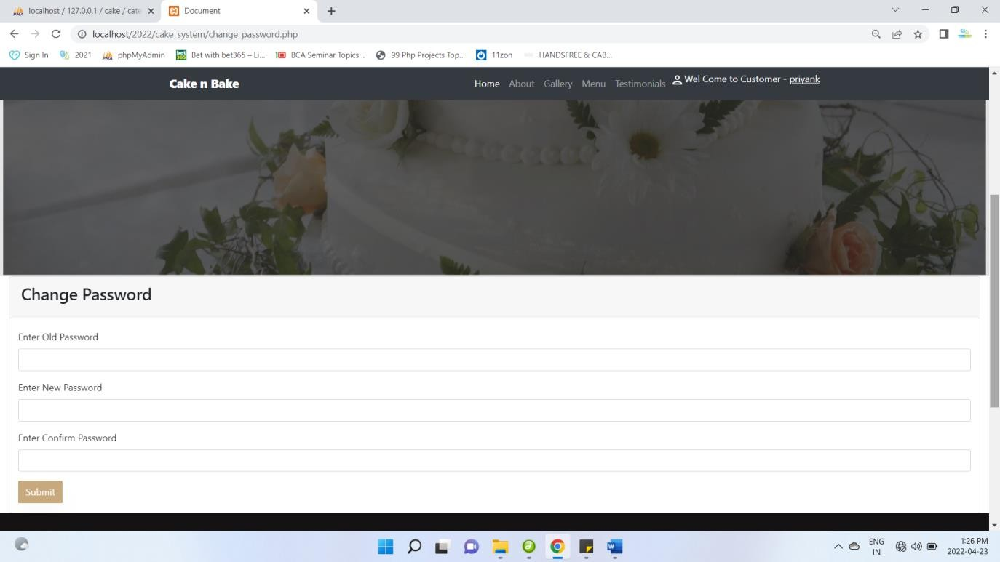 localhost / 127.0.0.1 / cake / cate
Document
localhost/2022/cake_system/change_password.php
Sign In 2021 phpMyAdmin Bet with bet365 – Li... BCA Seminar Topics... 99 Php Projects Top... 11zon HANDSFREE & CAB...
Cake n Bake Home About Gallery Menu Testimonials Wel Come to Customer - priyank
Change Password
Enter Old Password
Enter New Password
Enter Confirm Password
Submit
ENG
IN
1:26 PM
2022-04-23